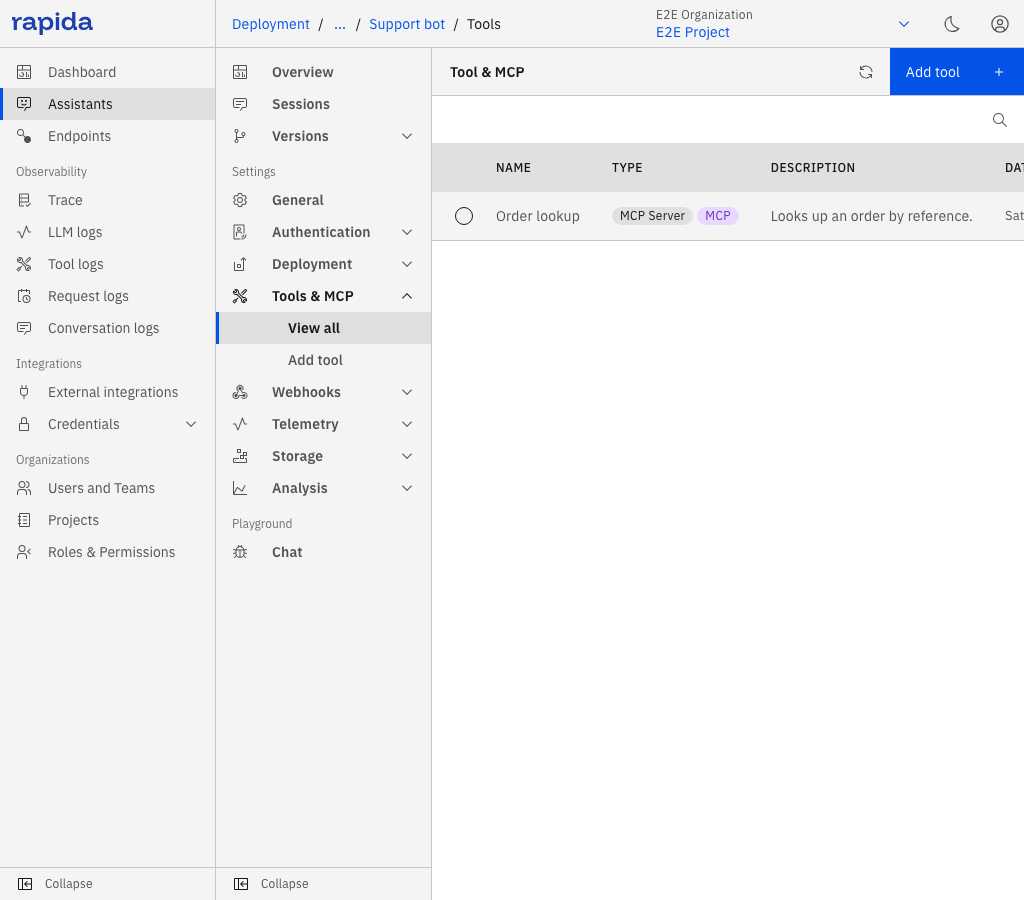 rapida
Deployment / ... / Support bot / Tools
E2E Organization
E2E Project
Dashboard
Assistants
Endpoints
Observability
Trace
LLM logs
Tool logs
Request logs
Conversation logs
Integrations
External integrations
Credentials
Organizations
Users and Teams
Projects
Roles & Permissions
Collapse
Overview
Sessions
Versions
Settings
General
Authentication
Deployment
Tools & MCP
View all
Add tool
Webhooks
Telemetry
Storage
Analysis
Playground
Chat
Collapse
Tool & MCP
Add tool +
NAME TYPE DESCRIPTION DAT
Order lookup MCP Server MCP Looks up an order by reference. Sat